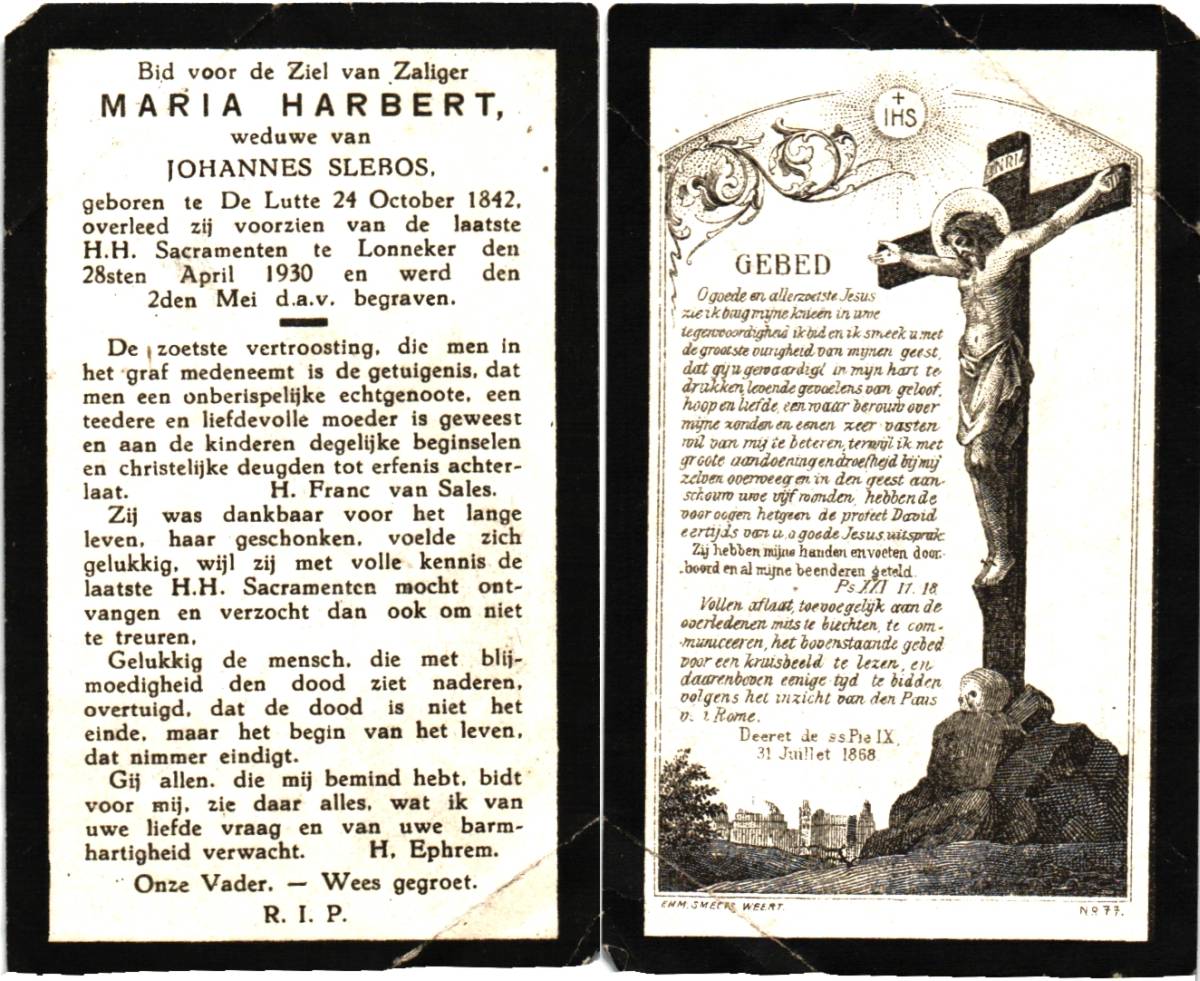 Bid voor de Ziel van Zaliger
MARIA HARBERT,
weduwe van
JOHANNES SLEBOS,
geboren te De Lutte 24 October 1842,
overleed zij voorzien van de laatste
H.H. Sacramenten te Lonneker den
28sten April 1930 en werd den
2den Mei d.a.v. begraven.
De zoetste vertroosting, die men in
het graf medeneemt is de getuigenis, dat
men een onberispelijke echtgenoote, een
teedere en liefdevolle moeder is geweest
en aan de kinderen degelijke beginselen
en christelijke deugden tot erfenis achter-
laat. H. Franc van Sales.
Zij was dankbaar voor het lange
leven, haar geschonken, voelde zich
gelukkig, wijl zij met volle kennis de
laatste H.H. Sacramenten mocht ont-
vangen en verzocht dan ook om niet
te treuren,
Gelukkig de mensch, die met blij-
moedigheid den dood ziet naderen,
overtuigd, dat de dood is niet het
einde, maar het begin van het leven,
dat nimmer eindigt.
Gij allen, die mij bemind hebt, bidt
voor mij, zie daar alles, wat ik van
uwe liefde vraag en van uwe barm-
hartigheid verwacht. H. Ephrem.
Onze Vader. — Wees gegroet.
R. I. P.
IHS
INRI
GEBED
O goede en allerzoetste Jesus
zie ik buig mijne knieën in uwe
tegenwoordigheid ik bid en ik smeek u met
de grootste vurigheid van mijnen geest,
dat gij u gewaardigt in mijn hart te
drukken, levende gevoelens van geloof,
hoop en liefde, een waar berouw over
mijne zonden en eenen zeer vasten
wil van mij te beteren, terwijl ik met
groote aandoening en droefheid bij mij
zelven overweeg en in den geest aan-
schouw uwe vijf wonden, hebbende
voor oogen hetgeen de profeet David
eertijds van u, o goede Jesus, uitsprak:
Zij hebben mijne handen en voeten door-
boord en al mijne beenderen geteld.
Ps XXI 17. 18.
Vollen aflaat, toevoegelijk aan de
overledenen mits te biechten, te com-
municeeren, het bovenstaande gebed
voor een kruisbeeld te lezen, en
daarenboven eenige tyd te bidden
volgens het inzicht van den Paus
Rome.
Decret de ss Pie IX,
31 Juillet 1868
EHM. SMEETS WEERT.
No 77.